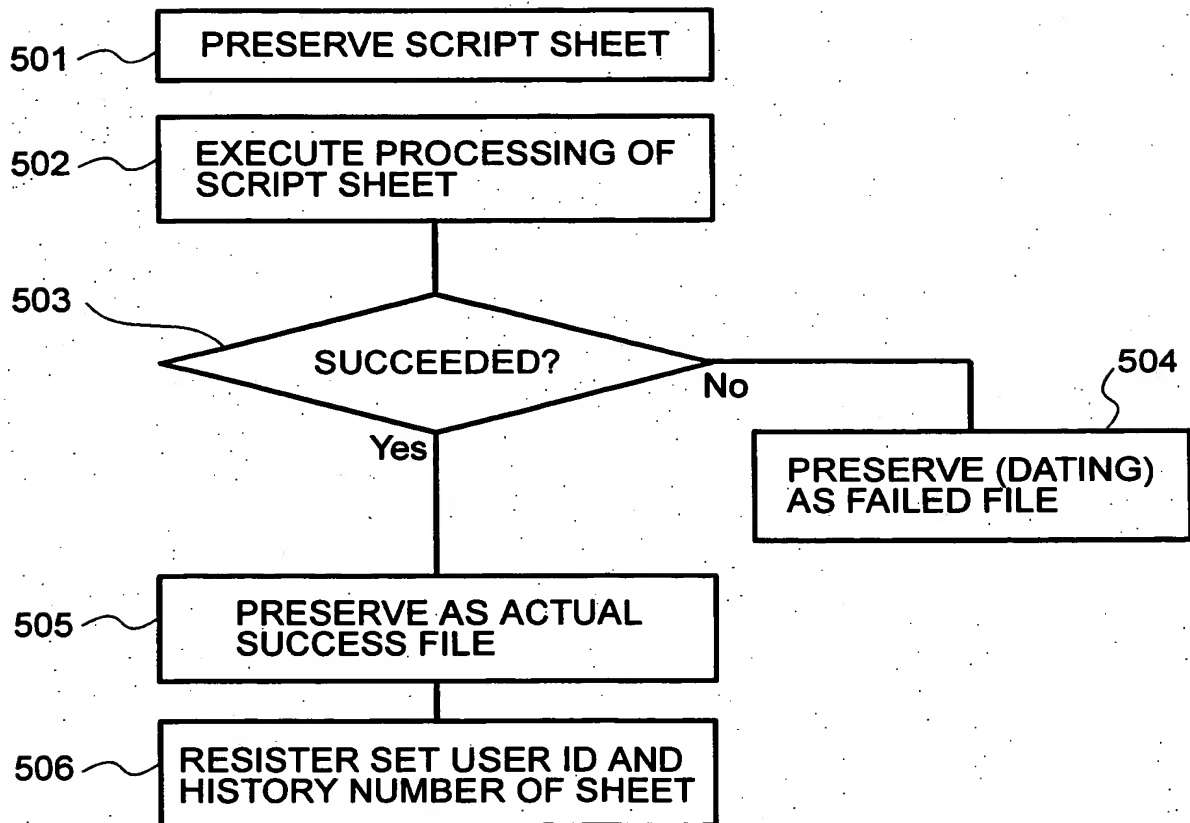 501
PRESERVE SCRIPT SHEET
502
EXECUTE PROCESSING OF
SCRIPT SHEET
503
SUCCEEDED?
No
504
Yes
PRESERVE (DATING)
AS FAILED FILE
505
PRESERVE AS ACTUAL
SUCCESS FILE
506
RESISTER SET USER ID AND
HISTORY NUMBER OF SHEET